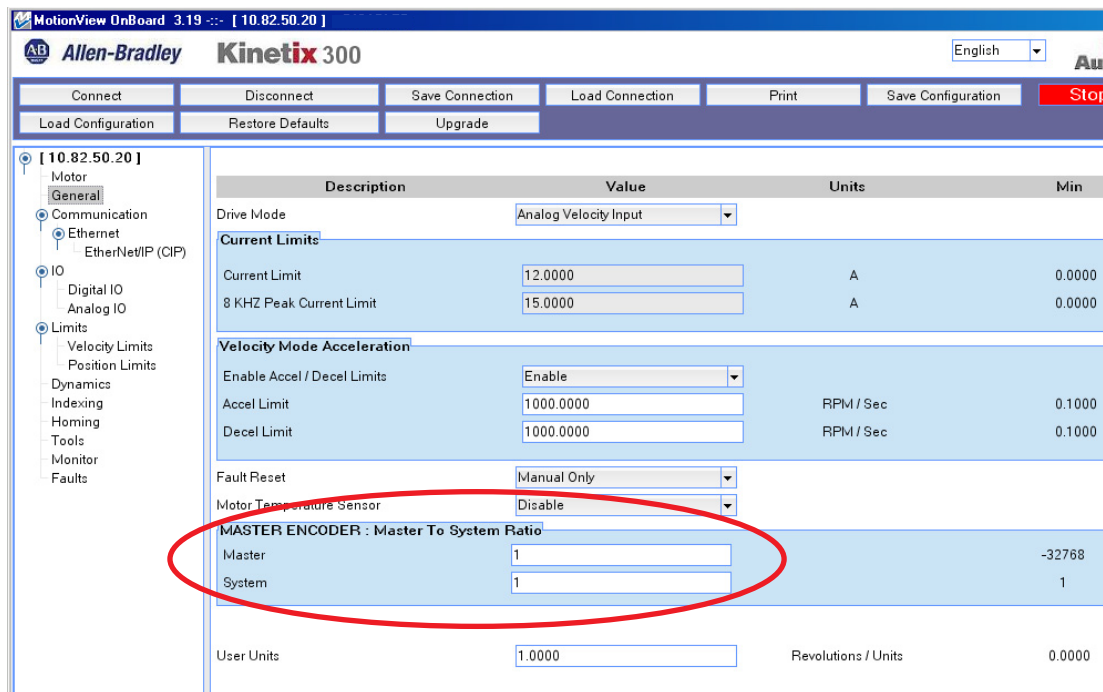 MotionView OnBoard 3.19 -::- [ 10.82.50.20 ]
AB Allen-Bradley Kinetix 300 English Au
Connect Disconnect Save Connection Load Connection Print Save Configuration Stop
Load Configuration Restore Defaults Upgrade
[ 10.82.50.20 ]
Motor
General
Communication
Ethernet
EtherNet/IP (CIP)
IO
Digital IO
Analog IO
Limits
Velocity Limits
Position Limits
Dynamics
Indexing
Homing
Tools
Monitor
Faults
Description Value Units Min
Drive Mode Analog Velocity Input
Current Limits
Current Limit 12.0000 A 0.0000
8 KHZ Peak Current Limit 15.0000 A 0.0000
Velocity Mode Acceleration
Enable Accel / Decel Limits Enable
Accel Limit 1000.0000 RPM / Sec 0.1000
Decel Limit 1000.0000 RPM / Sec 0.1000
Fault Reset Manual Only
Motor Temperature Sensor Disable
MASTER ENCODER : Master To System Ratio
Master 1 -32768
System 1 1
User Units 1.0000 Revolutions / Units 0.0000